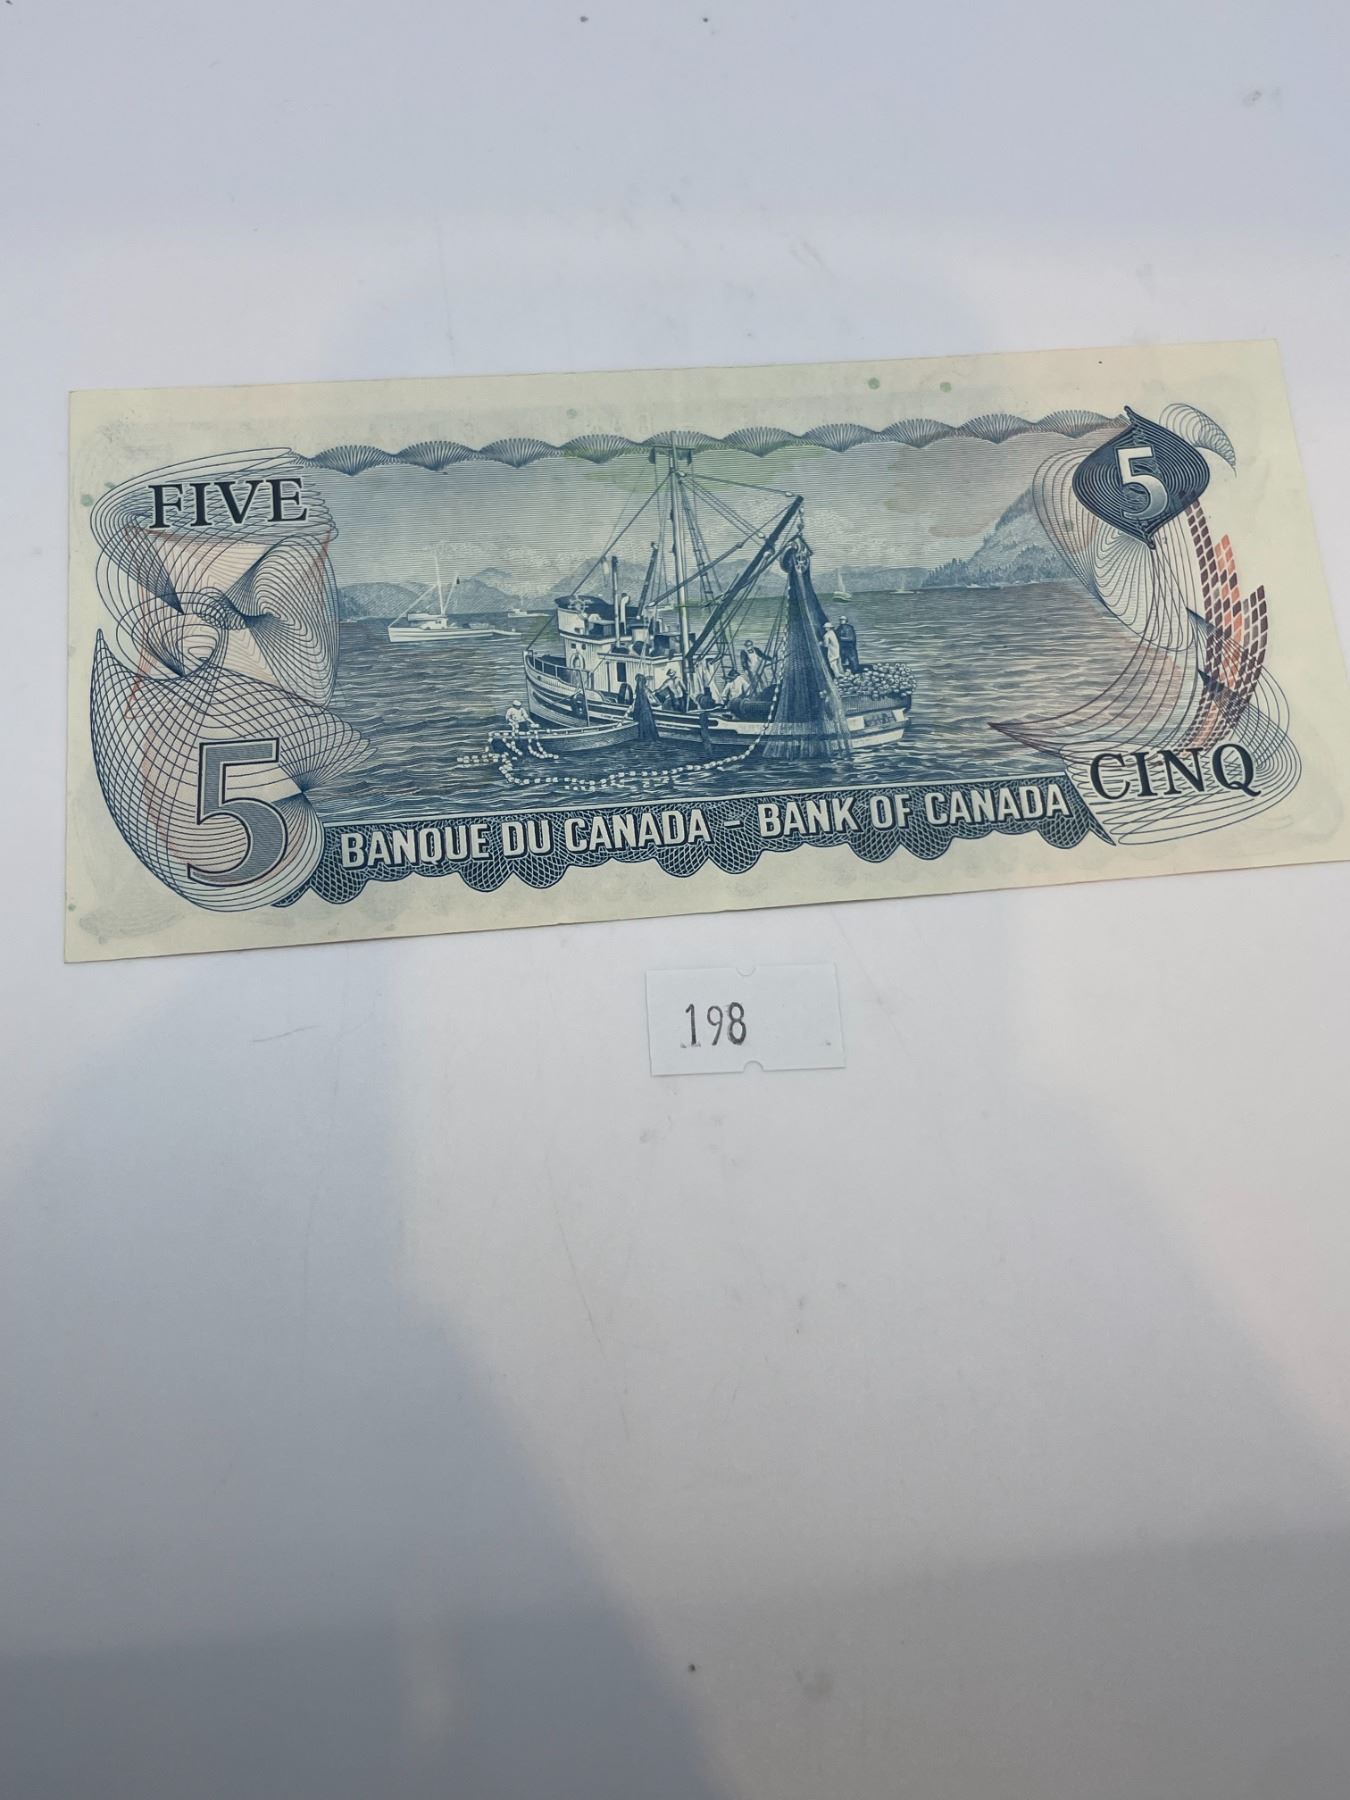 FIVE
5
5
BANQUE DU CANADA - BANK OF CANADA
CINQ
198